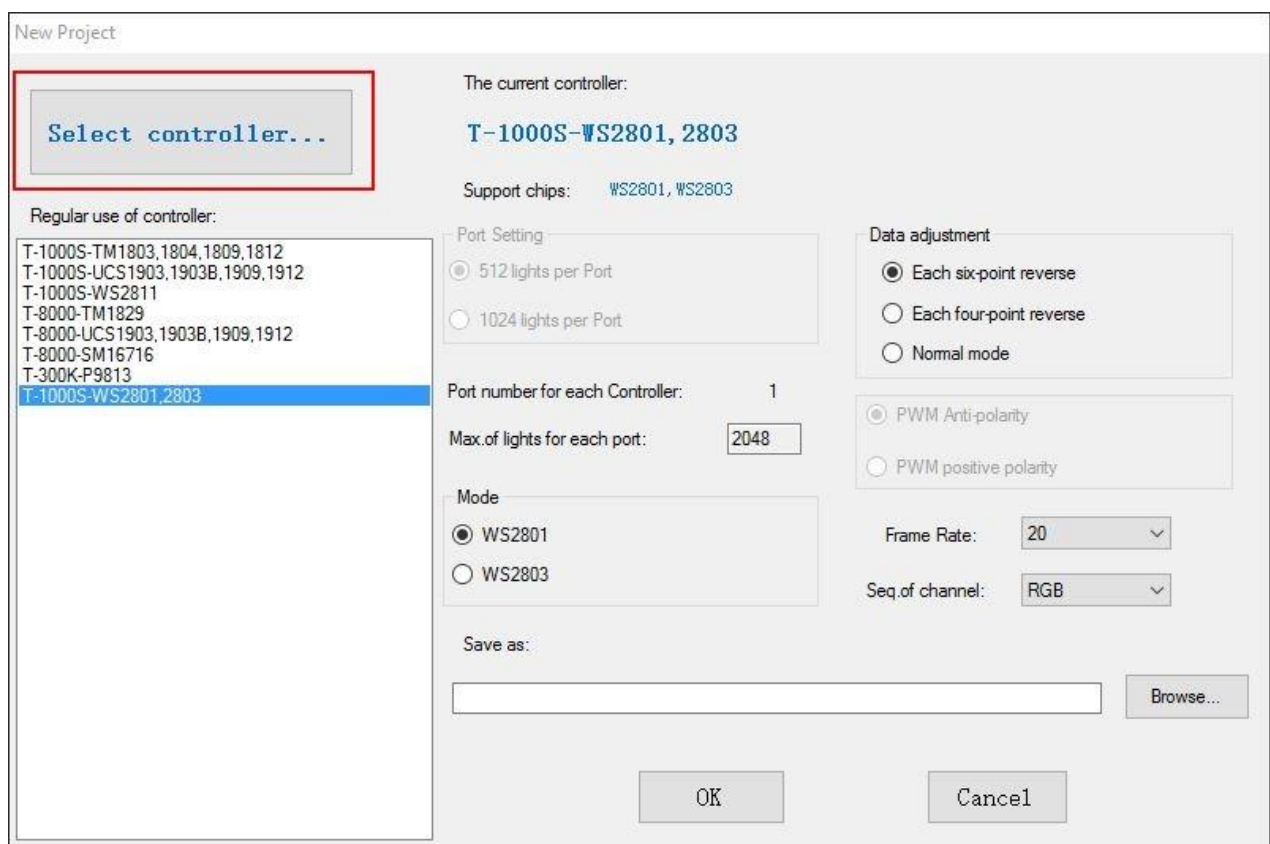 New Project
Select controller...
Regular use of controller:
T-1000S-TM1803,1804,1809,1812
T-1000S-UCS1903,1903B,1909,1912
T-1000S-WS2811
T-8000-TM1829
T-8000-UCS1903,1903B,1909,1912
T-8000-SM16716
T-300K-P9813
T-1000S-WS2801,2803
The current controller:
T-1000S-WS2801,2803
Support chips: WS2801,WS2803
Port Setting
512 lights per Port
1024 lights per Port
Port number for each Controller: 1
Max.of lights for each port: 2048
Mode
WS2801
WS2803
Data adjustment
Each six-point reverse
Each four-point reverse
Normal mode
PWM Anti-polarity
PWM positive polarity
Frame Rate: 20
Seq.of channel: RGB
Save as:
Browse...
OK
Cancel